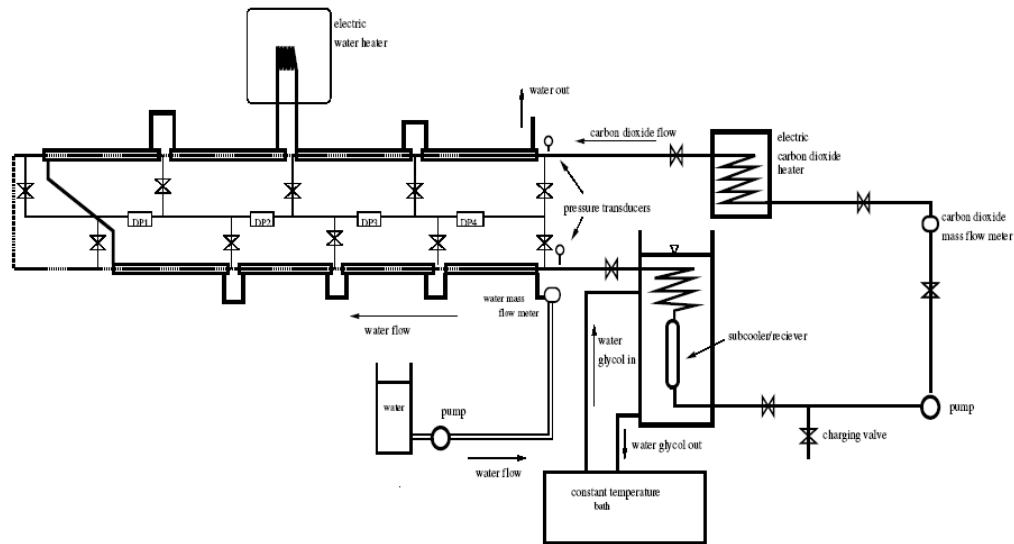 electric
water heater
water out
carbon dioxide flow
electric
carbon dioxide
heater
DP1
DP2
DP3
DP4
pressure transducers
carbon dioxide
mass flow meter
water mass
flow meter
water flow
water
glycol in
subcooler/reciever
water
pump
pump
water flow
water glycol out
charging valve
constant temperature
bath